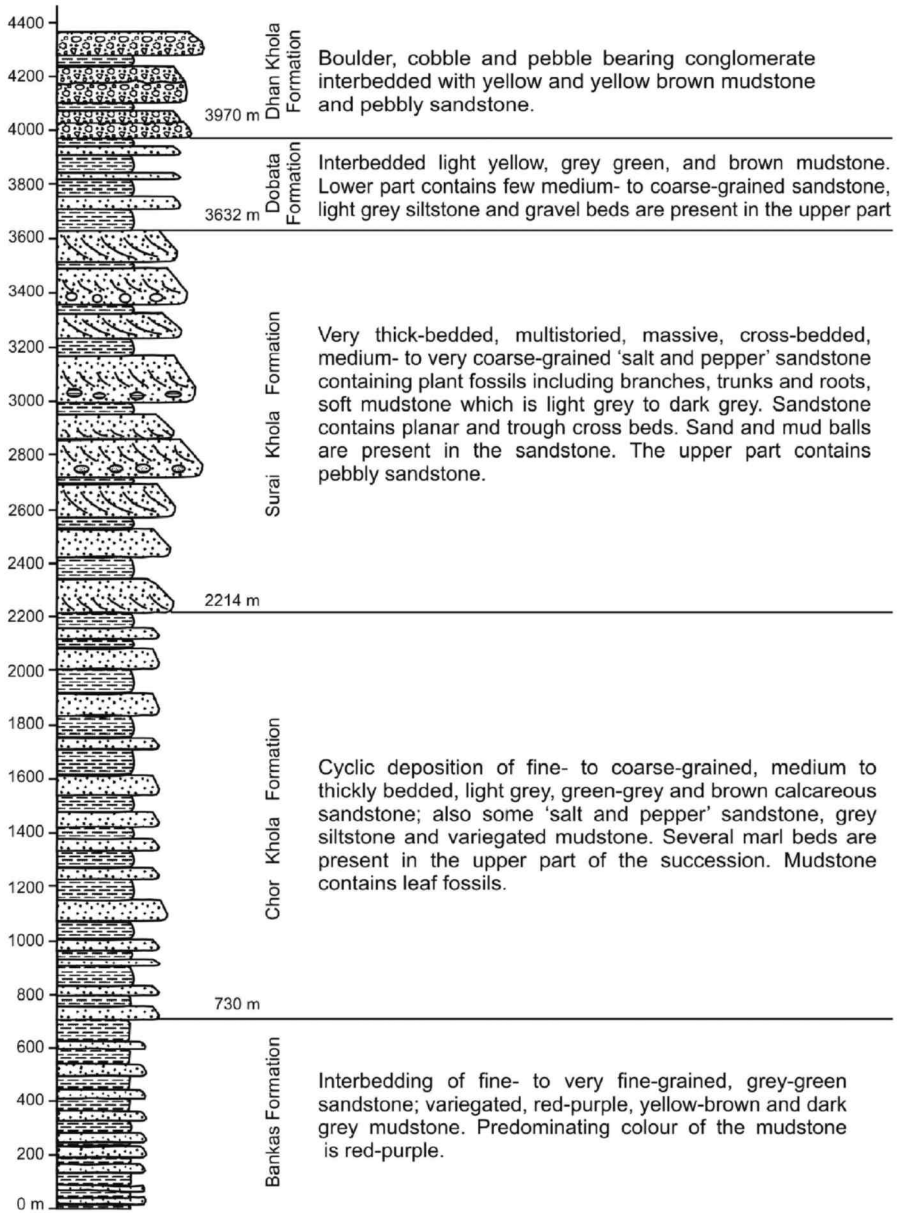 4400
4200
4000
3800
3600
3400
3200
3000
2800
2600
2400
2200
2000
1800
1600
1400
1200
1000
800
600
400
200
0 m
3970 m
Dhan Khola
Formation
Boulder, cobble and pebble bearing conglomerate
interbedded with yellow and yellow brown mudstone
and pebbly sandstone.
3632 m
Dobata
Formation
Interbedded light yellow, grey green, and brown mudstone.
Lower part contains few medium- to coarse-grained sandstone,
light grey siltstone and gravel beds are present in the upper part
2214 m
Surai Khola Formation
Very thick-bedded, multistoried, massive, cross-bedded,
medium- to very coarse-grained ‘salt and pepper’ sandstone
containing plant fossils including branches, trunks and roots,
soft mudstone which is light grey to dark grey. Sandstone
contains planar and trough cross beds. Sand and mud balls
are present in the sandstone. The upper part contains
pebbly sandstone.
730 m
Chor Khola Formation
Cyclic deposition of fine- to coarse-grained, medium to
thickly bedded, light grey, green-grey and brown calcareous
sandstone; also some ‘salt and pepper’ sandstone, grey
siltstone and variegated mudstone. Several marl beds are
present in the upper part of the succession. Mudstone
contains leaf fossils.
Bankas Formation
Interbedding of fine- to very fine-grained, grey-green
sandstone; variegated, red-purple, yellow-brown and dark
grey mudstone. Predominating colour of the mudstone
is red-purple.